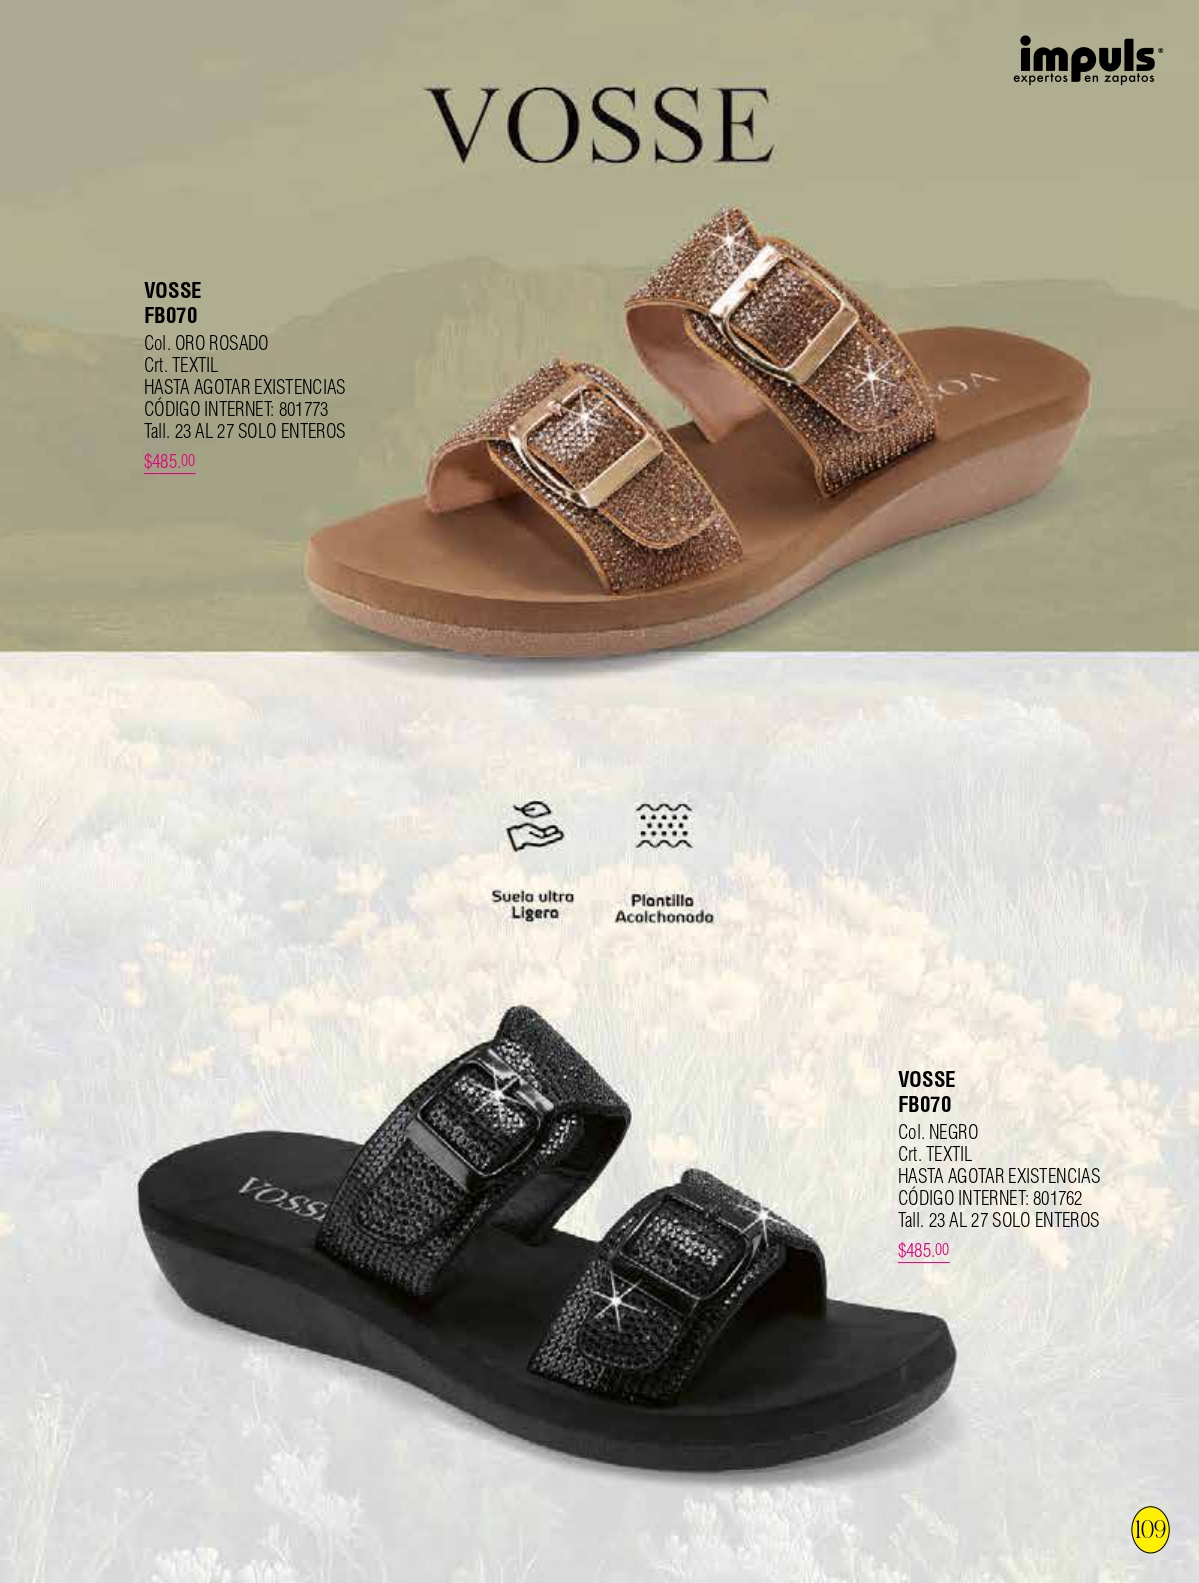 impuls®
expertos en zapatos
VOSSE
VOSSE
FB070
Col. ORO ROSADO
Crt. TEXTIL
HASTA AGOTAR EXISTENCIAS
CÓDIGO INTERNET: 801773
Tall. 23 AL 27 SOLO ENTEROS
$485.00
Suela ultra
Ligera
Plantilla
Acolchonada
VOSSE
VOSSE
FB070
Col. NEGRO
Crt. TEXTIL
HASTA AGOTAR EXISTENCIAS
CÓDIGO INTERNET: 801762
Tall. 23 AL 27 SOLO ENTEROS
$485.00
109